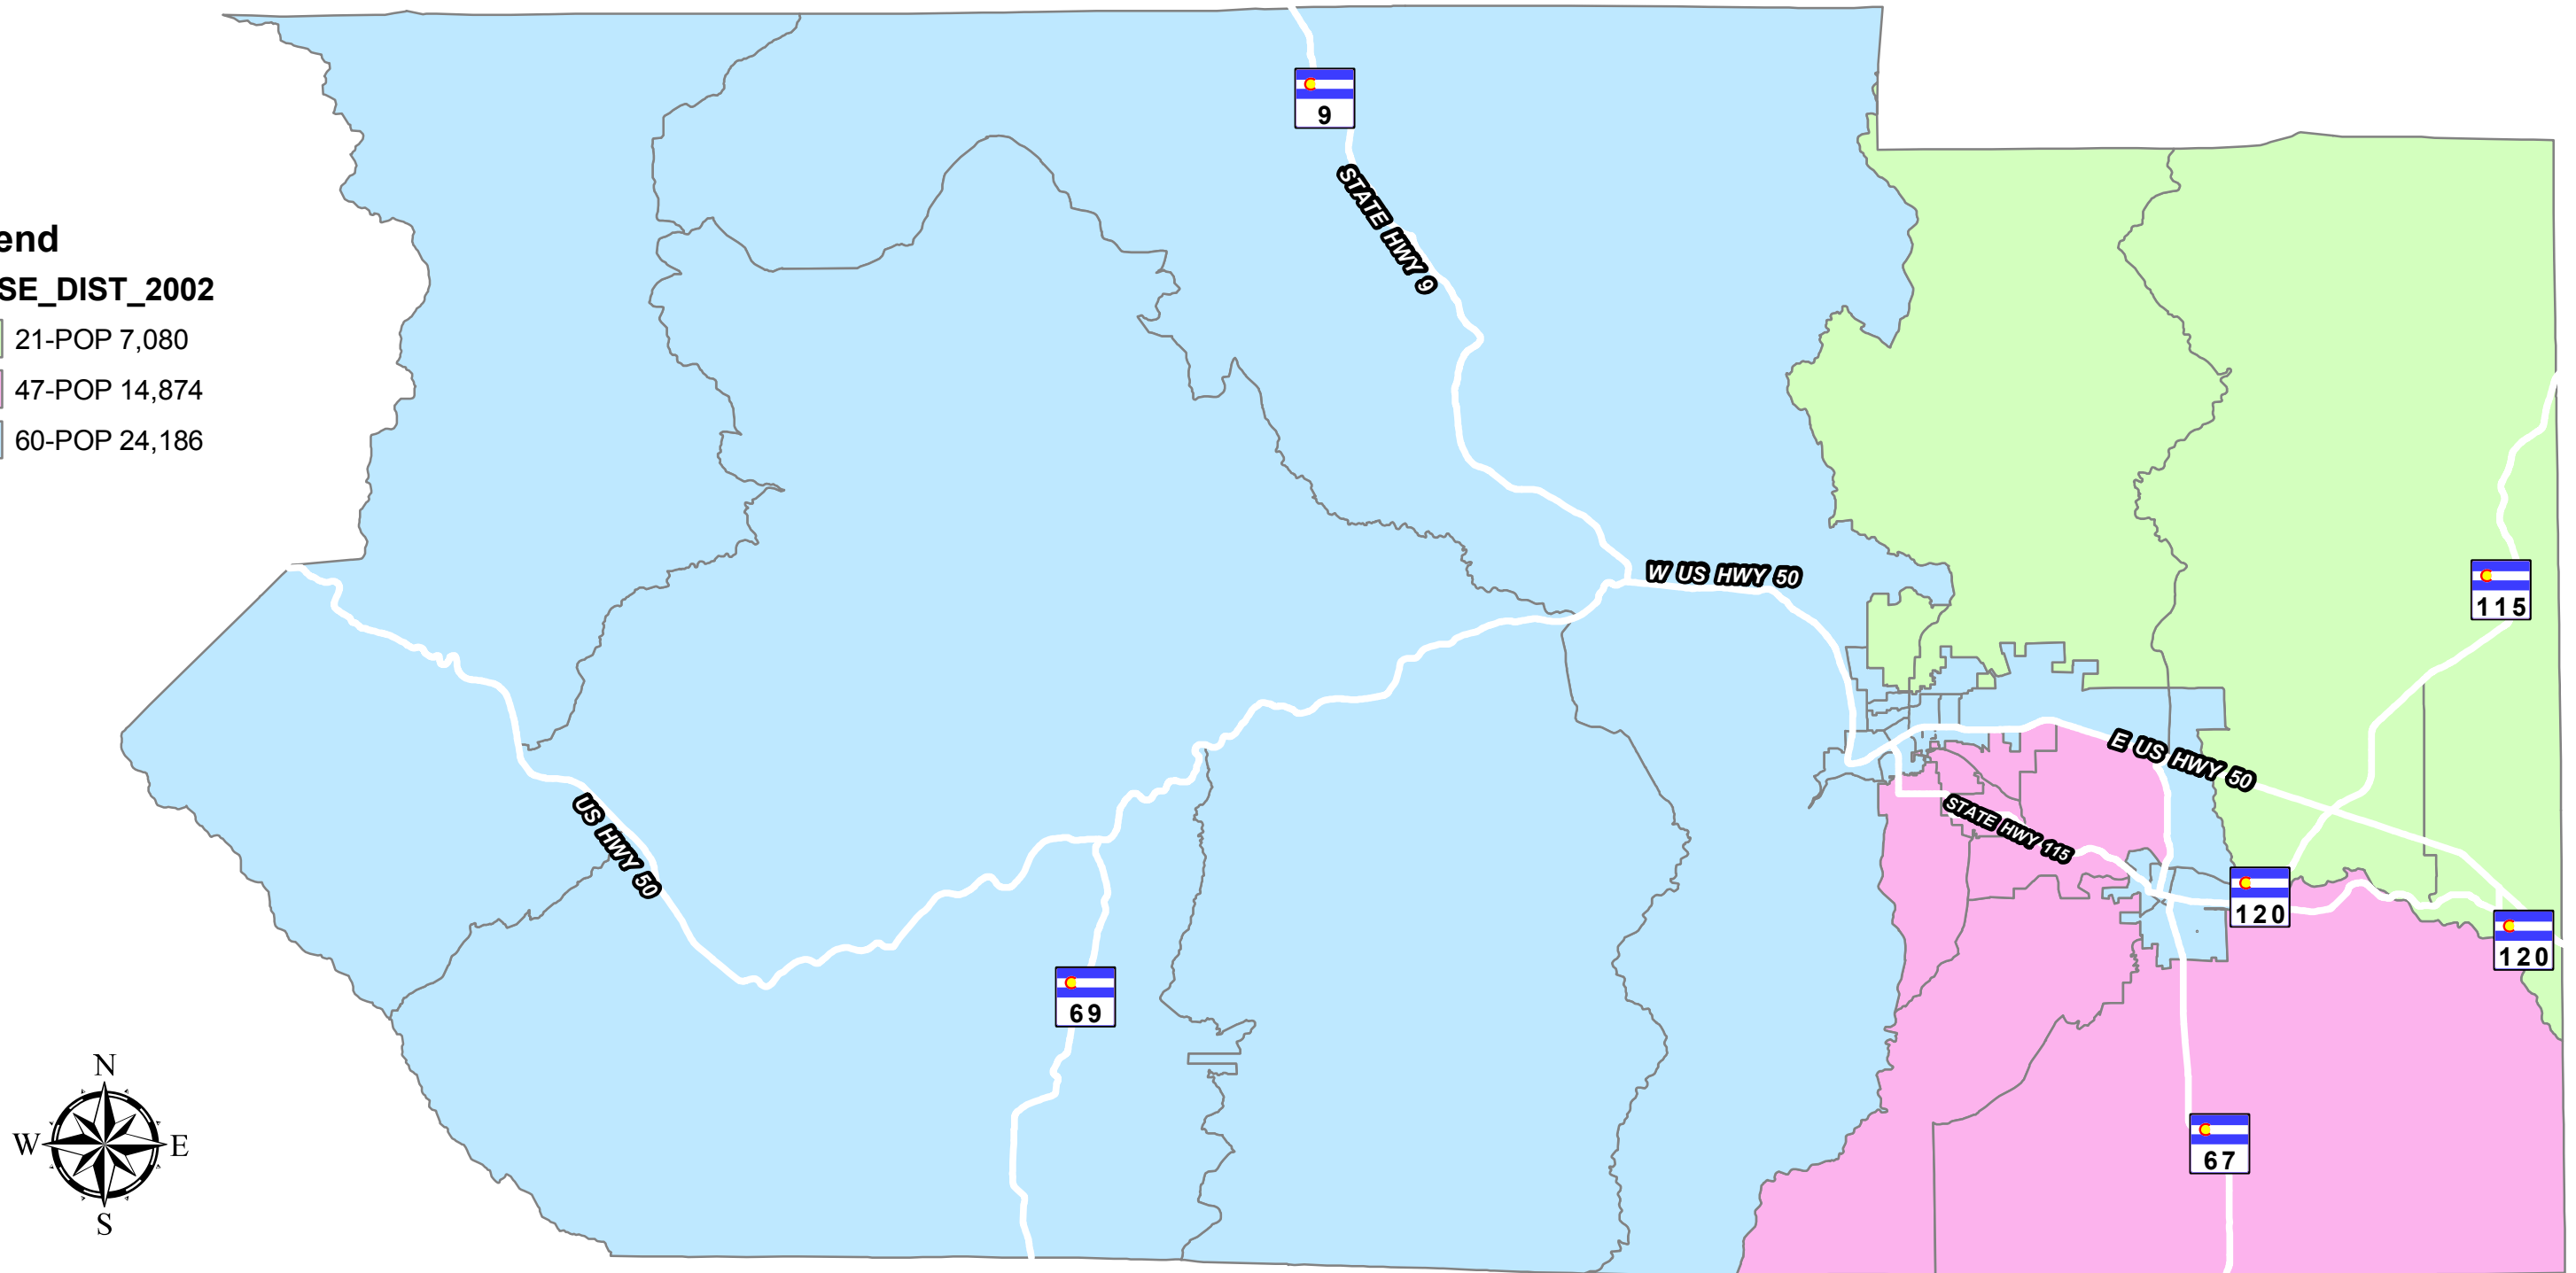 end
SE_DIST_2002
21-POP 7,080
47-POP 14,874
60-POP 24,186
9
STATE HWY 9
W US HWY 50
115
E US HWY 50
STATE HWY 115
US HWY 50
120
120
69
67
N
W E
S